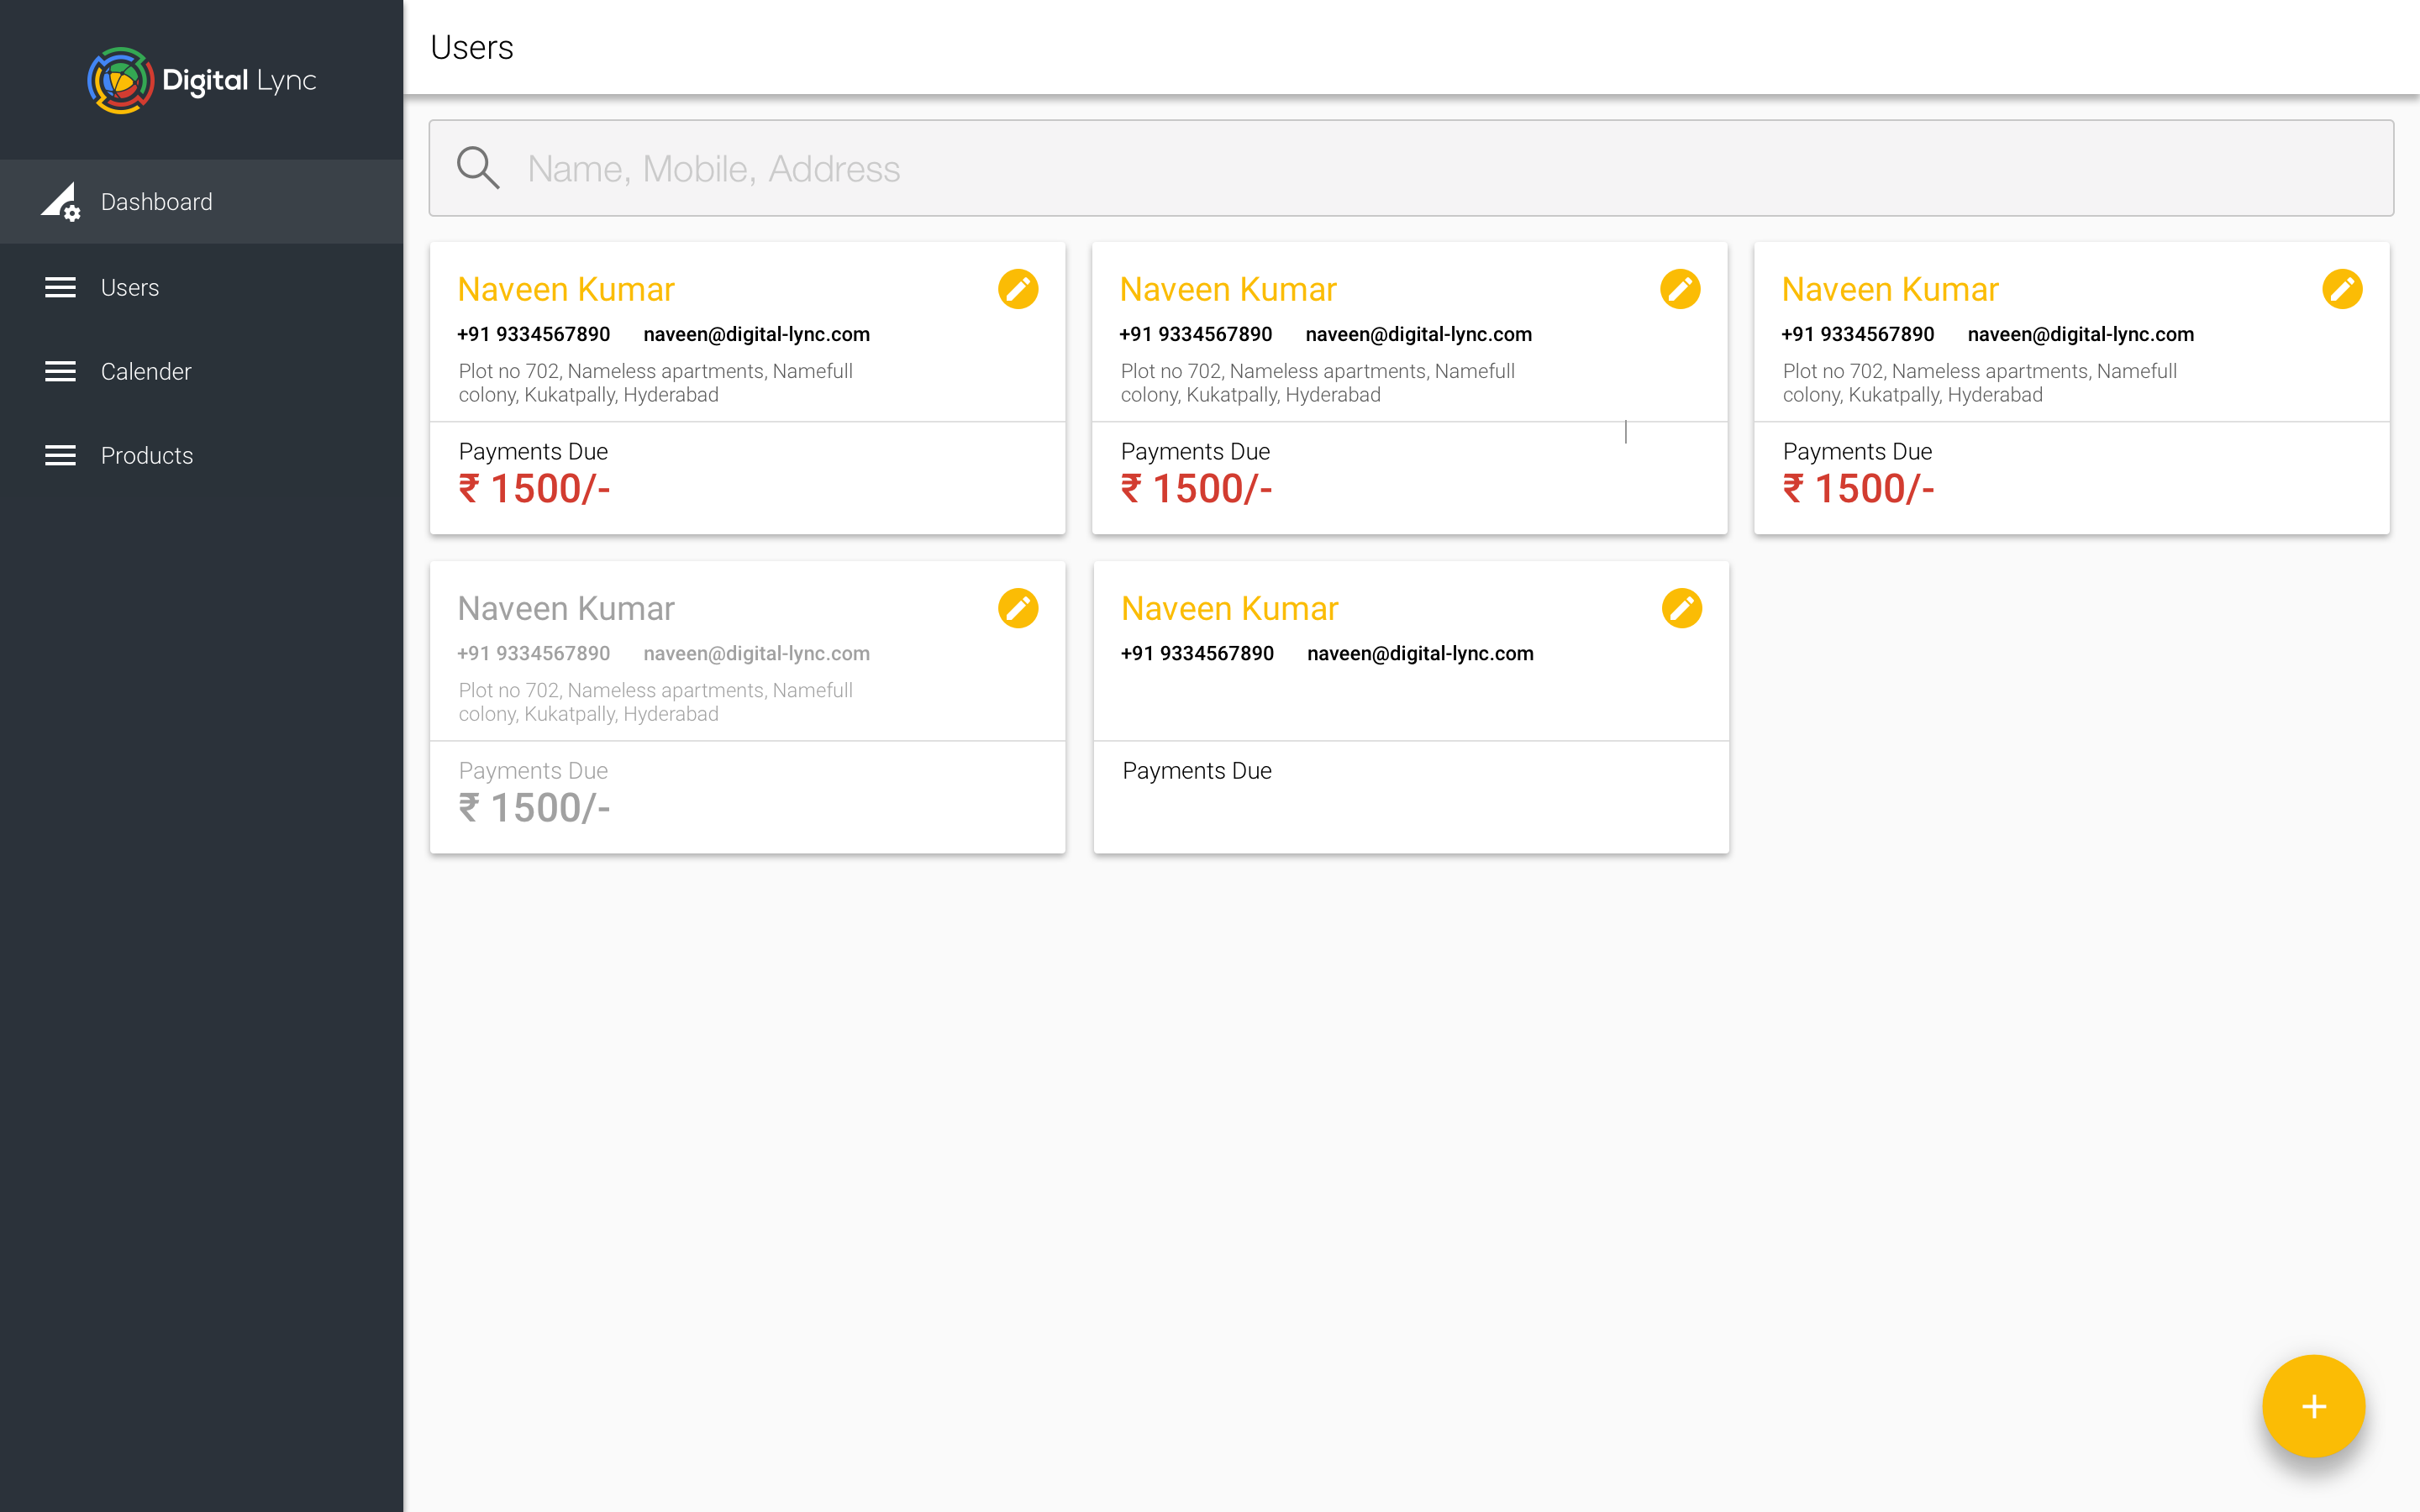 Digital Lync
Dashboard
Users
Calender
Products
Users
Name, Mobile, Address
Naveen Kumar
+91 9334567890 naveen@digital-lync.com
Plot no 702, Nameless apartments, Namefull
colony, Kukatpally, Hyderabad
Payments Due
₹ 1500/-
Naveen Kumar
+91 9334567890 naveen@digital-lync.com
Plot no 702, Nameless apartments, Namefull
colony, Kukatpally, Hyderabad
Payments Due
₹ 1500/-
Naveen Kumar
+91 9334567890 naveen@digital-lync.com
Plot no 702, Nameless apartments, Namefull
colony, Kukatpally, Hyderabad
Payments Due
₹ 1500/-
Naveen Kumar
+91 9334567890 naveen@digital-lync.com
Plot no 702, Nameless apartments, Namefull
colony, Kukatpally, Hyderabad
Payments Due
₹ 1500/-
Naveen Kumar
+91 9334567890 naveen@digital-lync.com
Payments Due